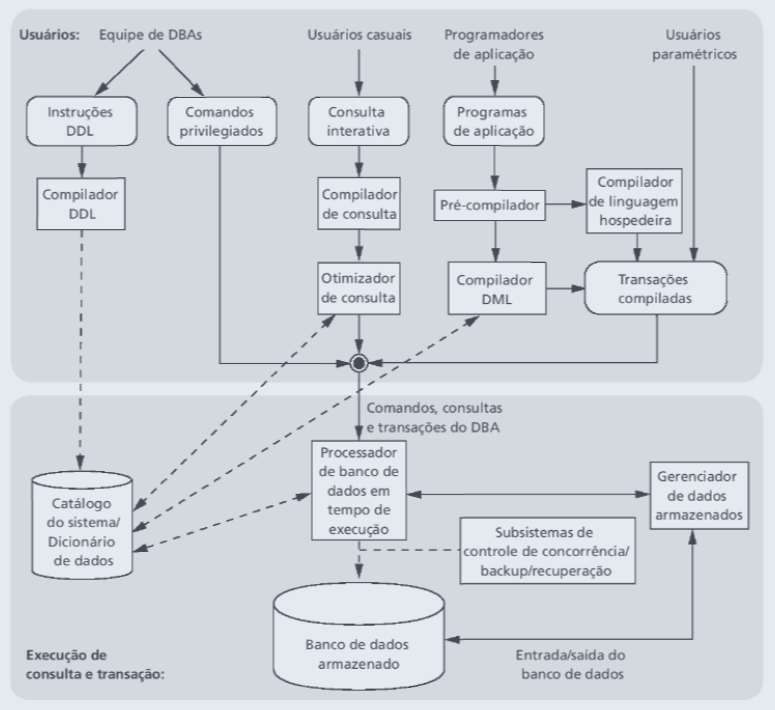 Usuários:
Equipe de DBAs
Usuários casuais
Programadores
de aplicação
Usuários
paramétricos
Instruções
DDL
Comandos
privilegiados
Consulta
interativa
Programas
de aplicação
Compilador
DDL
Compilador
de consulta
Pré-compilador
Compilador
de linguagem
hospedeira
Otimizador
de consulta
Compilador
DML
Transações
compiladas
Comandos, consultas
e transações do DBA
Processador
de banco de
dados em
tempo de
execução
Gerenciador
de dados
armazenados
Catálogo
do sistema/
Dicionário
de dados
Subsistemas de
controle de concorrência/
backup/recuperação
Banco de dados
armazenado
Entrada/saída do
banco de dados
Execução de
consulta e transação: